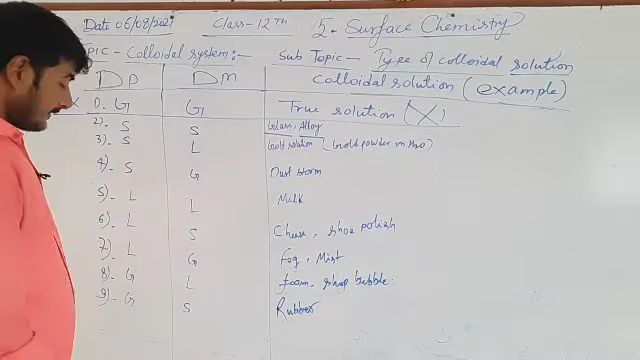 Date 06/08/2021 Class-12TH 5. Surface Chemistry
TOPIC - Colloidal system:- Sub Topic - Type of colloidal solution
DP DM Colloidal solution (example)
X 1). G G True solution (X)
2). S S Glass, Alloy
3). S L Gold solution (Gold powder in H2O)
4). S G Dust storm
5). L L Milk
6). L S Cheese, shoe polish
7). L G Fog, Mist
8). G L foam, soap bubble
9). G S Rubber